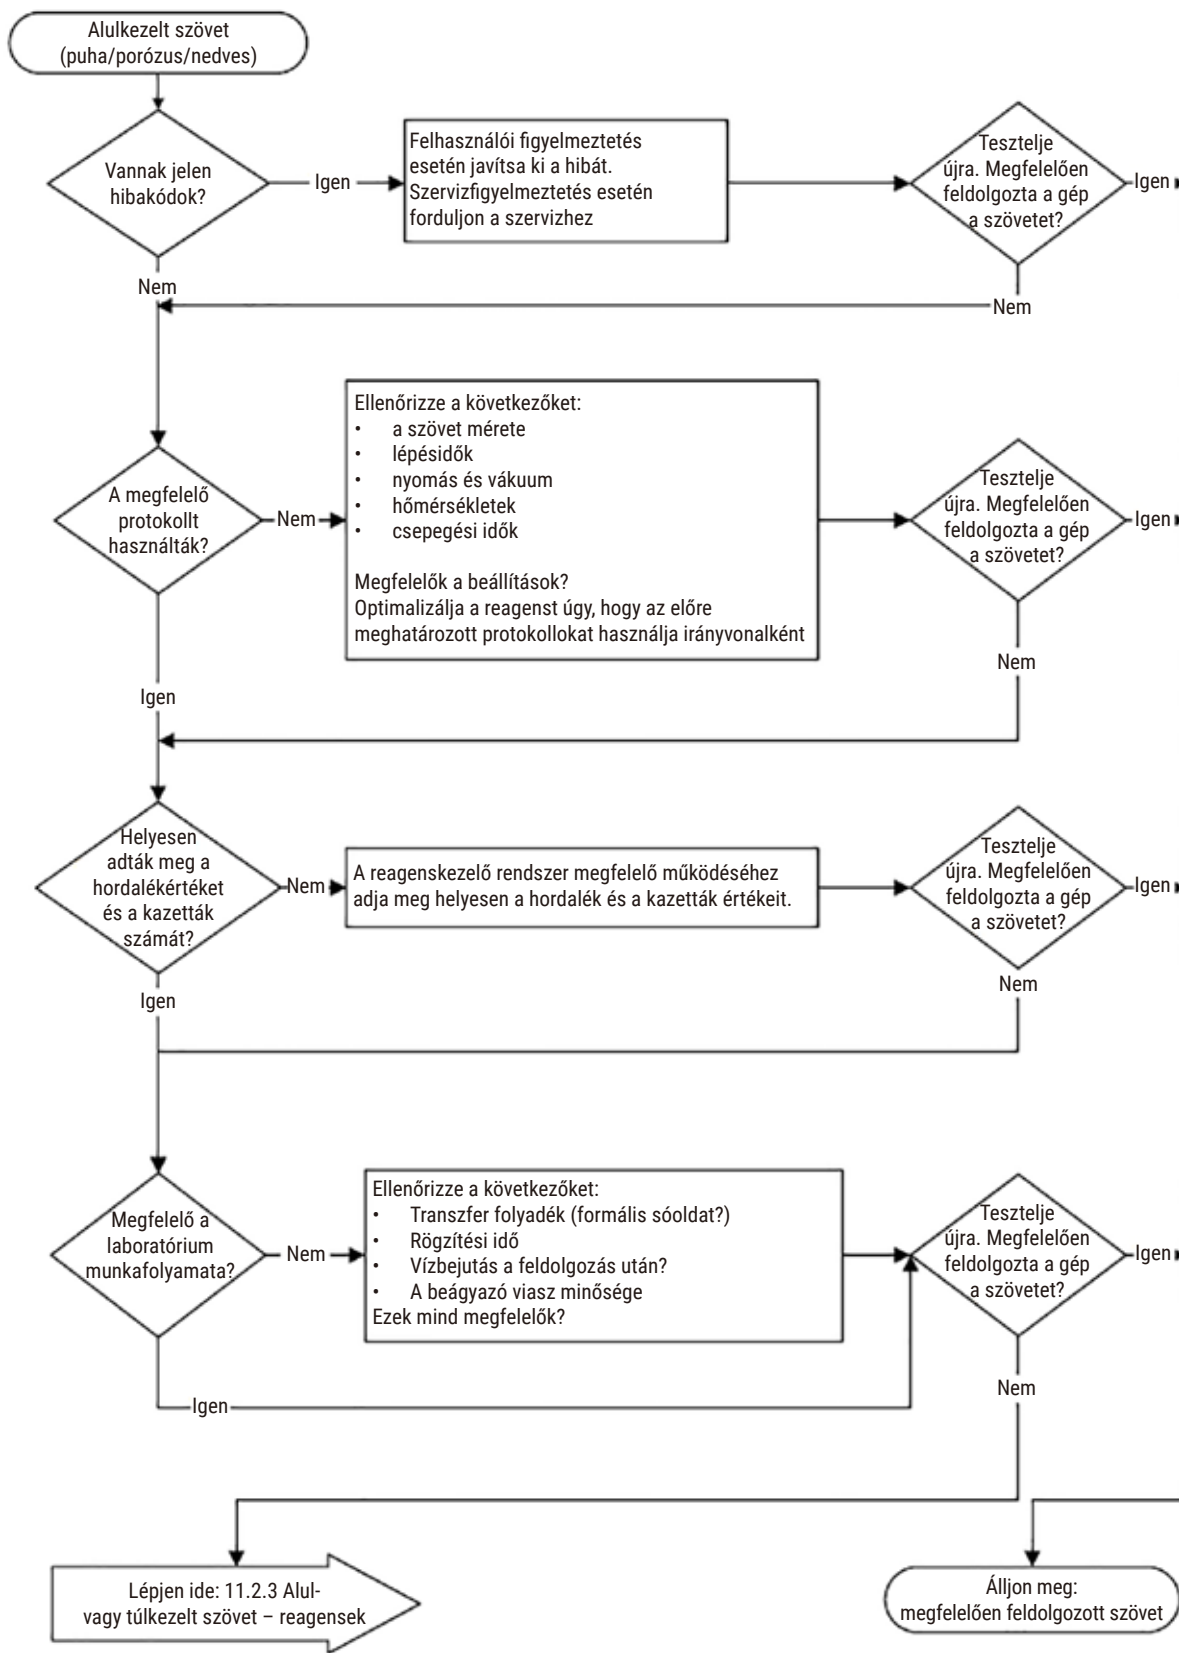 Alulkezelt szövet
(puha/porózus/nedves)
Vannak jelen
hibakódok?
Igen
Felhasználói figyelmeztetés
esetén javítsa ki a hibát.
Szervizfigyelmeztetés esetén
forduljon a szervizhez
Tesztelje
újra. Megfelelően
feldolgozta a gép
a szövetet?
Igen
Nem
Nem
A megfelelő
protokollt
használták?
Nem
Ellenőrizze a következőket:
• a szövet mérete
• lépésidők
• nyomás és vákuum
• hőmérsékletek
• csepegési idők
Megfelelők a beállítások?
Optimalizálja a reagenst úgy, hogy az előre
meghatározott protokollokat használja irányvonalként
Tesztelje
újra. Megfelelően
feldolgozta a gép
a szövetet?
Igen
Nem
Igen
Helyesen
adták meg a
hordalékértéket
és a kazetták
számát?
Nem
A reagenskezelő rendszer megfelelő működéséhez
adja meg helyesen a hordalék és a kazetták értékeit.
Tesztelje
újra. Megfelelően
feldolgozta a gép
a szövetet?
Igen
Nem
Igen
Megfelelő a
laboratórium
munkafolyamata?
Nem
Ellenőrizze a következőket:
• Transzfer folyadék (formális sóoldat?)
• Rögzítési idő
• Vízbejutás a feldolgozás után?
• A beágyazó viasz minősége
Ezek mind megfelelők?
Tesztelje
újra. Megfelelően
feldolgozta a gép
a szövetet?
Igen
Nem
Igen
Lépjen ide: 11.2.3 Alul-
vagy túlkezelt szövet – reagensek
Álljon meg:
megfelelően feldolgozott szövet